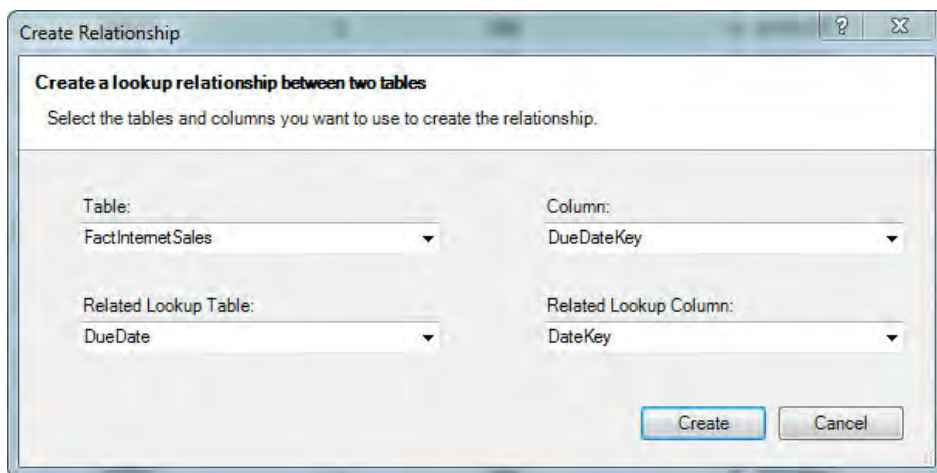 Create Relationship
Create a lookup relationship between two tables
Select the tables and columns you want to use to create the relationship.
Table:
Column:
FactInternetSales
DueDateKey
Related Lookup Table:
Related Lookup Column:
DueDate
DateKey
Create
Cancel